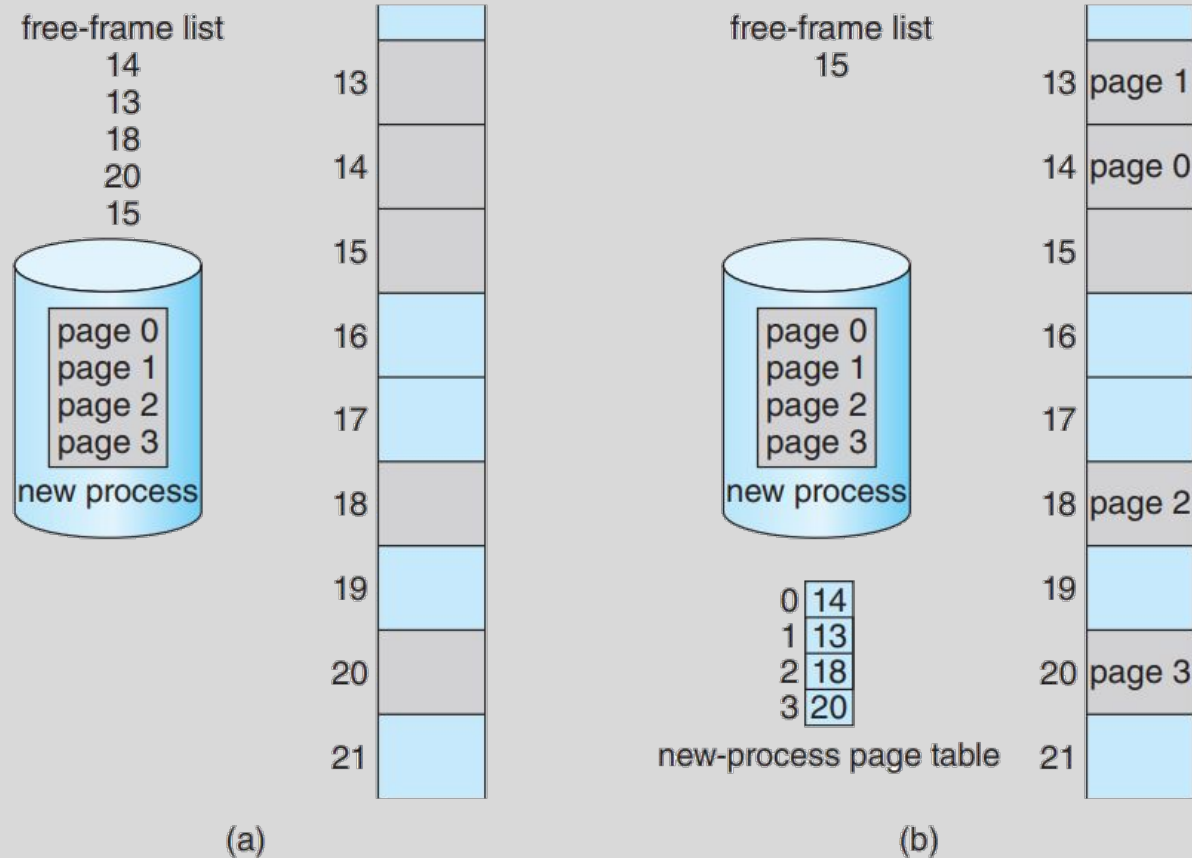 free-frame list
14
13
18
20
15
13
14
15
16
17
18
19
20
21
page 0
page 1
page 2
page 3
new process
(a)
free-frame list
15
13 page 1
14 page 0
15
16
17
18 page 2
19
20 page 3
21
page 0
page 1
page 2
page 3
new process
0 14
1 13
2 18
3 20
new-process page table
(b)